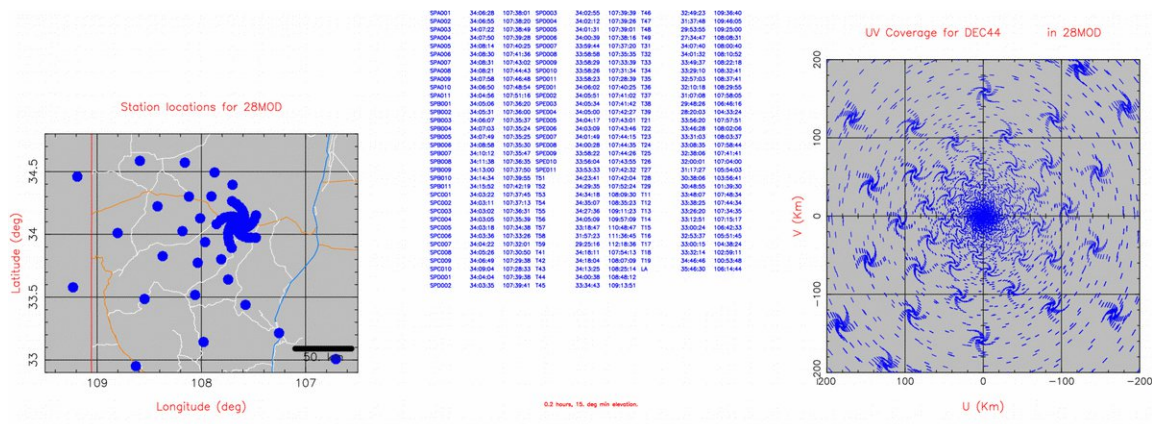 Station locations for 28MOD
34.5
34
33.5
33
Latitude (deg)
109
108
107
Longitude (deg)
SPA001 34:06:28 107:38:01 SPD003 34:02:55 107:39:39 T46 32:49:23 109:39:40
SPA002 34:06:55 107:38:20 SPD004 34:02:12 107:39:26 T47 31:37:48 109:46:05
SPA003 34:07:22 107:38:49 SPD005 34:01:31 107:39:01 T48 29:53:55 109:25:00
SPA004 34:07:50 107:39:28 SPD006 34:00:39 107:38:16 T49 27:34:47 108:08:31
SPA005 34:08:14 107:40:25 SPD007 33:59:44 107:37:20 T31 34:07:40 108:00:40
SPA006 34:08:30 107:41:36 SPD008 33:58:58 107:35:35 T32 34:01:32 108:10:52
SPA007 34:08:31 107:43:02 SPD009 33:58:29 107:33:39 T33 33:49:37 108:22:18
SPA008 34:08:21 107:44:43 SPD010 33:58:26 107:31:34 T34 33:29:10 108:32:41
SPA009 34:07:58 107:46:48 SPD011 33:58:23 107:28:39 T35 32:57:03 108:37:41
SPA010 34:06:50 107:48:54 SPE001 34:06:02 107:40:25 T36 32:10:18 108:29:55
SPA011 34:04:56 107:51:16 SPE002 34:05:51 107:41:02 T37 31:07:08 107:58:05
SPB001 34:05:06 107:36:20 SPE003 34:05:34 107:41:42 T38 29:48:26 106:46:16
SPB002 34:05:31 107:36:00 SPE004 34:05:00 107:42:27 T39 28:20:03 104:33:24
SPB003 34:06:07 107:35:37 SPE005 34:04:17 107:43:01 T21 33:56:20 107:57:51
SPB004 34:07:03 107:35:24 SPE006 34:03:09 107:43:46 T22 33:46:28 108:02:06
SPB005 34:07:49 107:35:25 SPE007 34:01:49 107:44:15 T23 33:31:53 108:03:37
SPB006 34:08:58 107:35:30 SPE008 34:00:28 107:44:35 T24 33:08:35 107:58:44
SPB007 34:10:12 107:35:47 SPE009 33:58:22 107:44:26 T25 32:38:06 107:41:41
SPB008 34:11:38 107:36:35 SPE010 33:56:04 107:43:55 T26 32:00:01 107:04:00
SPB009 34:13:00 107:37:50 SPE011 33:53:33 107:42:32 T27 31:17:27 105:54:03
SPB010 34:14:34 107:39:55 T51 34:23:41 107:42:04 T28 30:38:06 103:56:41
SPB011 34:15:52 107:42:19 T52 34:29:35 107:52:24 T29 30:48:55 101:39:30
SPC001 34:03:22 107:37:45 T53 34:34:18 108:09:30 T11 33:48:07 107:48:34
SPC002 34:03:11 107:37:13 T54 34:35:07 108:35:23 T12 33:38:25 107:44:34
SPC003 34:03:02 107:36:31 T55 34:27:36 109:11:23 T13 33:26:20 107:34:35
SPC004 34:03:05 107:35:39 T56 34:05:09 109:57:09 T14 33:12:51 107:15:17
SPC005 34:03:18 107:34:38 T57 33:18:47 110:48:47 T15 33:00:24 106:42:33
SPC006 34:03:36 107:33:26 T58 31:57:23 111:36:45 T16 32:53:37 105:51:45
SPC007 34:04:22 107:32:01 T59 29:25:16 112:18:36 T17 33:00:15 104:38:24
SPC008 34:05:26 107:30:50 T41 34:18:11 107:54:13 T18 33:32:14 102:59:11
SPC009 34:06:49 107:29:38 T42 34:18:04 108:07:09 T19 34:46:46 100:53:48
SPC010 34:09:04 107:28:33 T43 34:13:25 108:25:14 LA 35:46:30 106:14:44
SPD001 34:04:04 107:39:38 T44 34:00:38 108:48:12
SPD002 34:03:35 107:39:41 T45 33:34:43 109:13:51
0.2 hours, 15. deg min elevation.
UV Coverage for DEC44 in 28MOD
200
100
0
-100
-200
V (Km)
200 100 0 -100 -200
U (Km)